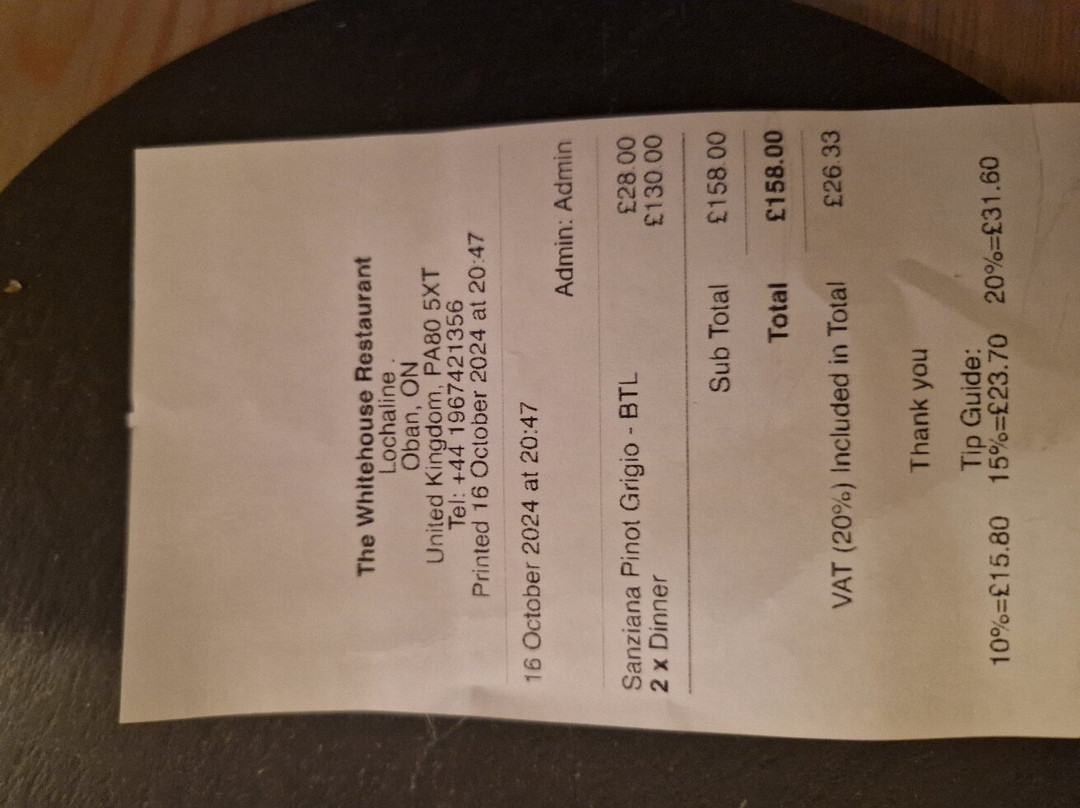 The Whitehouse Restaurant
Lochaline .
Oban, ON
United Kingdom, PA80 5XT
Tel: +44 1967421356
Printed 16 October 2024 at 20:47
16 October 2024 at 20:47
Admin: Admin
Sanziana Pinot Grigio - BTL £28.00
2 x Dinner £130.00
Sub Total £158.00
Total £158.00
VAT (20%) Included in Total £26.33
Thank you
Tip Guide:
10%=£15.80 15%=£23.70 20%=£31.60